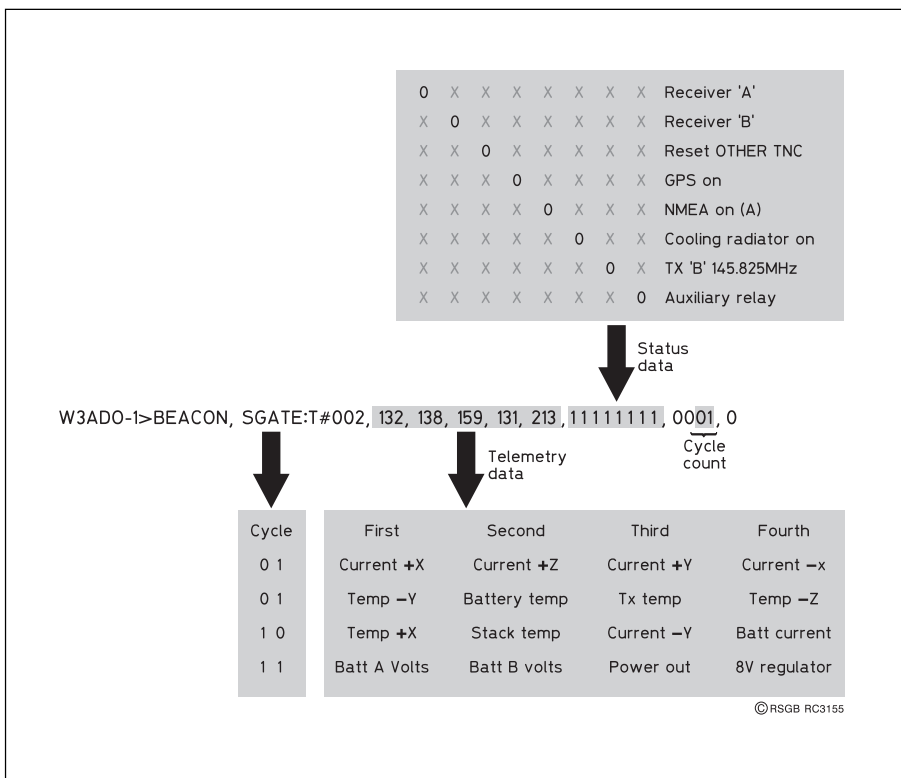 0 X X X X X X X Receiver 'A'
X 0 X X X X X X Receiver 'B'
X X 0 X X X X X Reset OTHER TNC
X X X 0 X X X X GPS on
X X X X 0 X X X NMEA on (A)
X X X X X 0 X X Cooling radiator on
X X X X X X 0 X TX 'B' 145.825MHz
X X X X X X X 0 Auxiliary relay
Status
data
W3ADO-1>BEACON, SGATE:T#002, 132, 138, 159, 131, 213, 11111111, 0001, 0
Cycle
count
Telemetry
data
Cycle First Second Third Fourth
0 1 Current +X Current +Z Current +Y Current −x
0 1 Temp −Y Battery temp Tx temp Temp −Z
1 0 Temp +X Stack temp Current −Y Batt current
1 1 Batt A Volts Batt B volts Power out 8V regulator
©RSGB RC3155